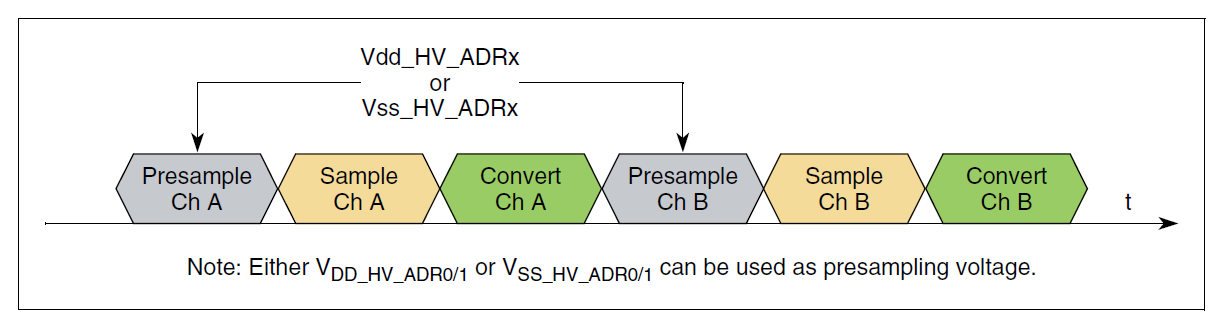 Vdd_HV_ADRx
or
Vss_HV_ADRx
Presample
Ch A
Sample
Ch A
Convert
Ch A
Presample
Ch B
Sample
Ch B
Convert
Ch B
t
Note: Either VDD_HV_ADR0/1 or VSS_HV_ADR0/1 can be used as presampling voltage.